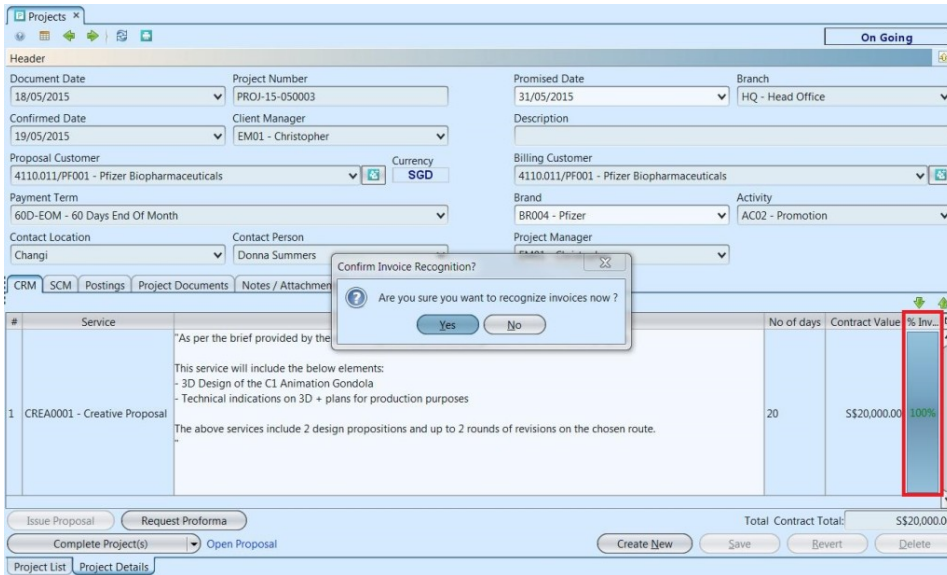 Projects
On Going
Header
Document Date Project Number Promised Date Branch
18/05/2015 PROJ-15-050003 31/05/2015 HQ - Head Office
Confirmed Date Client Manager Description
19/05/2015 EM01 - Christopher
Proposal Customer Currency Billing Customer
4110.011/PF001 - Pfizer Biopharmaceuticals SGD 4110.011/PF001 - Pfizer Biopharmaceuticals
Payment Term Brand Activity
60D-EOM - 60 Days End Of Month BR004 - Pfizer AC02 - Promotion
Contact Location Contact Person Project Manager
Changi Donna Summers
Confirm Invoice Recognition?
Are you sure you want to recognize invoices now ?
Yes No
CRM SCM Postings Project Documents Notes / Attachmen
# Service No of days Contract Value % Inv...
"As per the brief provided by the
This service will include the below elements:
- 3D Design of the C1 Animation Gondola
- Technical indications on 3D + plans for production purposes
1 CREA0001 - Creative Proposal 20 S$20,000.00 100%
The above services include 2 design propositions and up to 2 rounds of revisions on the chosen route.
"
Issue Proposal Request Proforma Total Contract Total: S$20,000.0
Complete Project(s) Open Proposal Create New Save Revert Delete
Project List Project Details